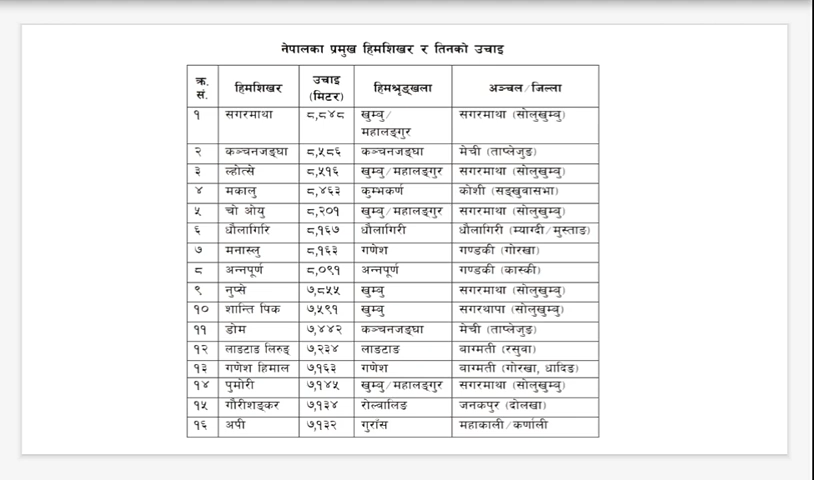 नेपालका प्रमुख हिमशिखर र तिनको उचाइ
क्र. सं. हिमशिखर उचाइ (मिटर) हिमश्रृङ्खला अञ्चल/जिल्ला
१ सगरमाथा ८,८४८ खुम्बु/महालङ्गुर सगरमाथा (सोलुखुम्बु)
२ कञ्चनजङ्घा ८,५८६ कञ्चनजङ्घा मेची (ताप्लेजुङ)
३ ल्होत्से ८,५१६ खुम्बु/महालङ्गुर सगरमाथा (सोलुखुम्बु)
४ मकालु ८,४६३ कुम्भकर्ण कोशी (सङ्खुवासभा)
५ चो ओयु ८,२०१ खुम्बु/महालङ्गुर सगरमाथा (सोलुखुम्बु)
६ धौलागिरि ८,१६७ धौलागिरी धौलागिरी (म्याग्दी/मुस्ताङ)
७ मनास्लु ८,१६३ गणेश गण्डकी (गोरखा)
८ अन्नपूर्ण ८,०९१ अन्नपूर्ण गण्डकी (कास्की)
९ नुप्से ७,८५५ खुम्बु सगरमाथा (सोलुखुम्बु)
१० शान्ति पिक ७,५९१ खुम्बु सगरथापा (सोलुखुम्बु)
११ डोम ७,४४२ कञ्चनजङ्घा मेची (ताप्लेजुङ)
१२ लाङटाङ लिरुङ ७,२३४ लाङटाङ वाग्मती (रसुवा)
१३ गणेश हिमाल ७,१६३ गणेश वाग्मती (गोरखा, धादिङ)
१४ पुमोरी ७,१४५ खुम्बु/महालङ्गुर सगरमाथा (सोलुखुम्बु)
१५ गौरीशङ्कर ७,१३४ रोल्वालिङ जनकपुर (दोलखा)
१६ अपी ७,१३२ गुराँस महाकाली/कर्णाली